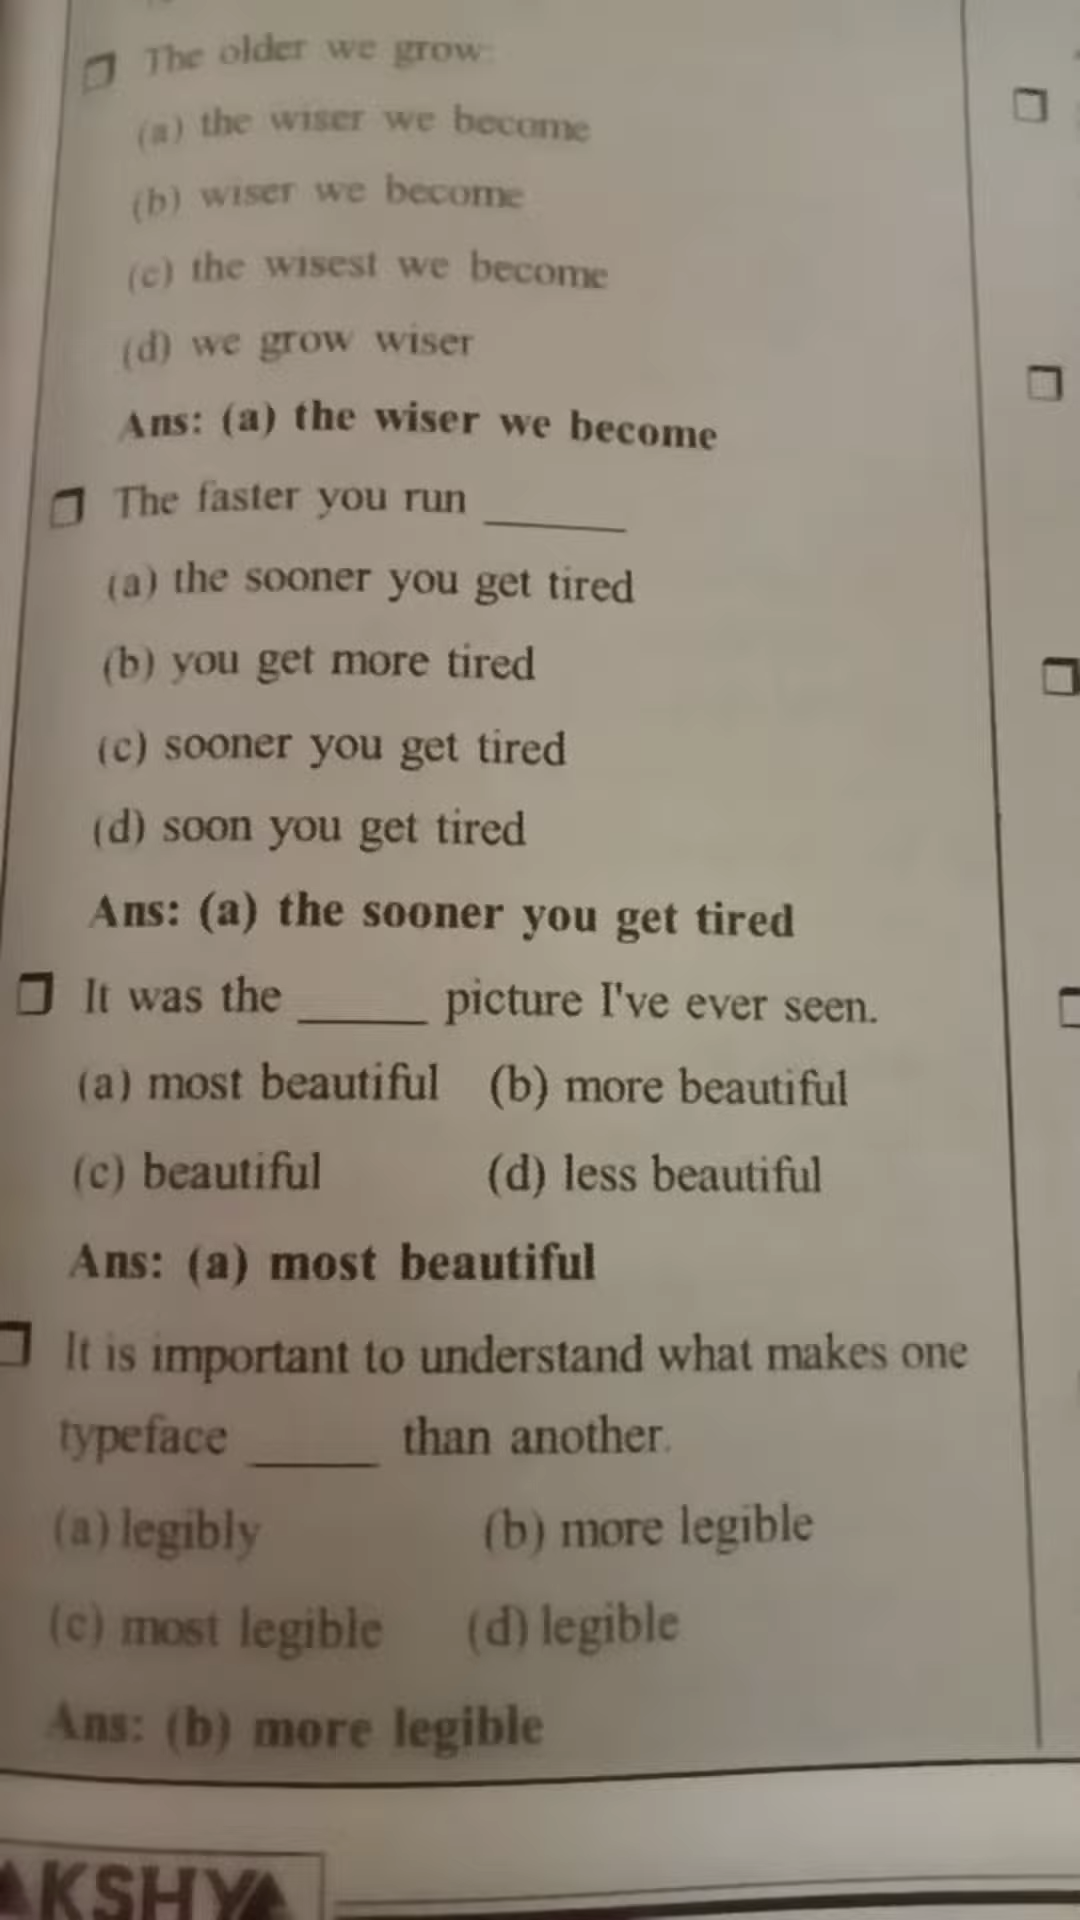 The older we grow:
(a) the wiser we become
(b) wiser we become
(c) the wisest we become
(d) we grow wiser
Ans: (a) the wiser we become
The faster you run ______
(a) the sooner you get tired
(b) you get more tired
(c) sooner you get tired
(d) soon you get tired
Ans: (a) the sooner you get tired
It was the ______ picture I've ever seen.
(a) most beautiful (b) more beautiful
(c) beautiful (d) less beautiful
Ans: (a) most beautiful
It is important to understand what makes one
typeface ______ than another.
(a) legibly (b) more legible
(c) most legible (d) legible
Ans: (b) more legible
AKSHYA